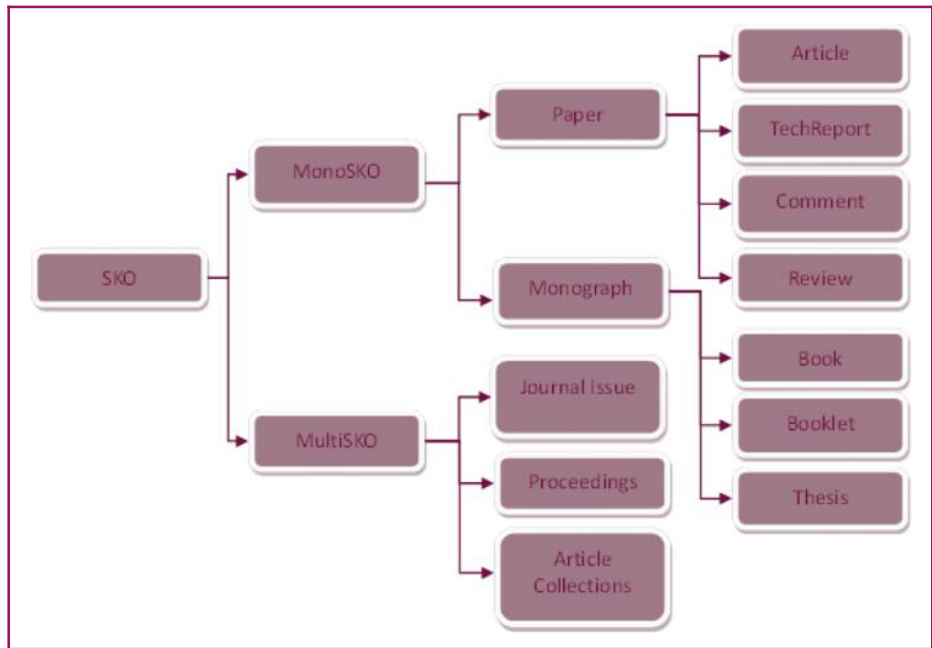 SKO
MonoSKO
MultiSKO
Paper
Monograph
Journal Issue
Proceedings
Article
Collections
Article
TechReport
Comment
Review
Book
Booklet
Thesis